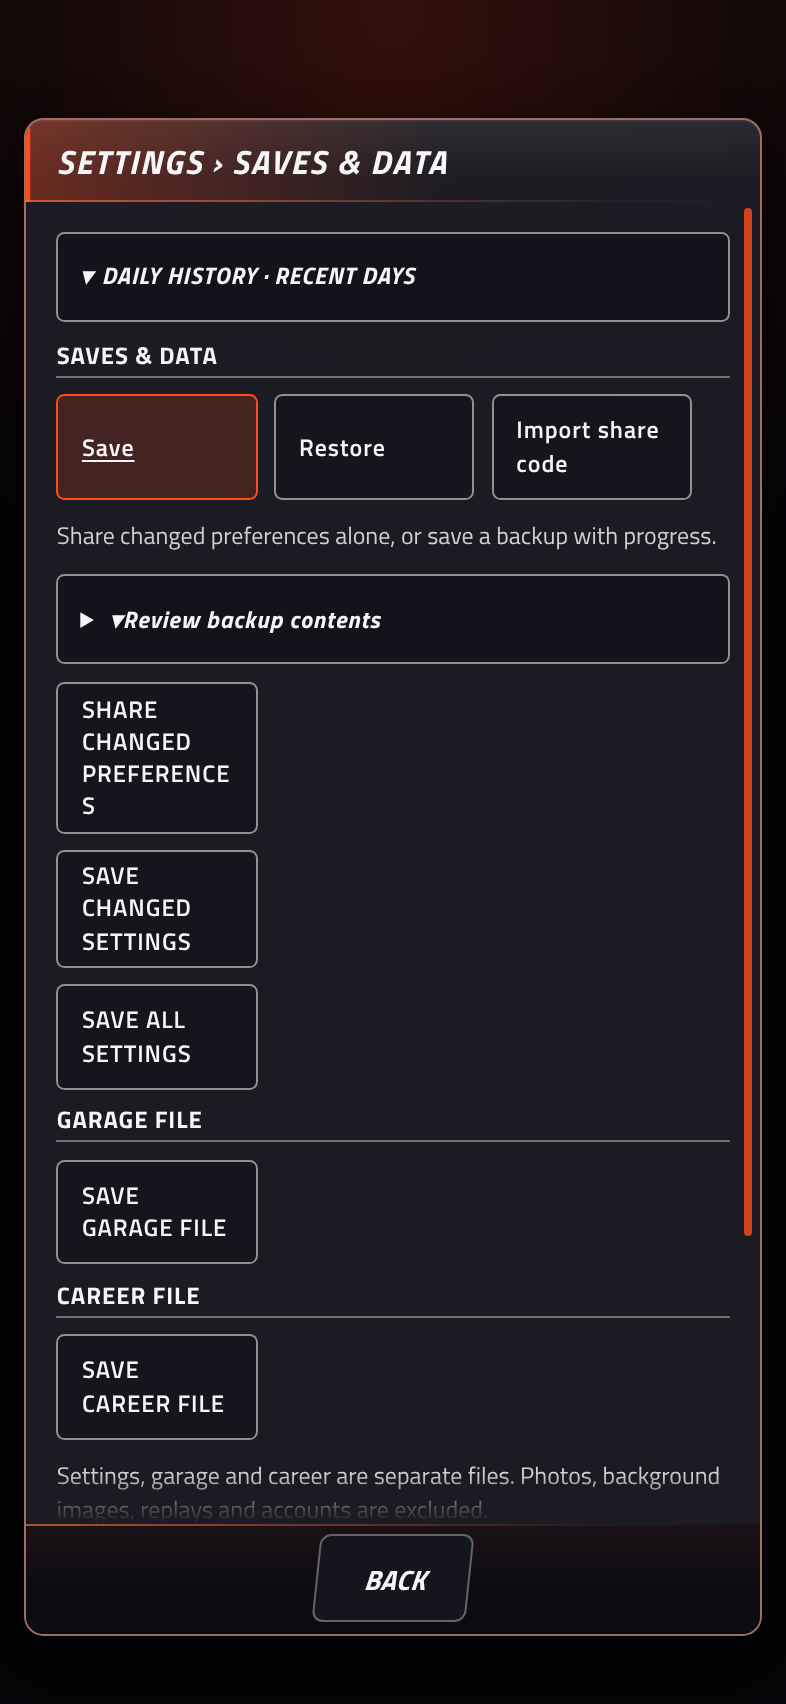 SETTINGS › SAVES & DATA
▼ DAILY HISTORY · RECENT DAYS
SAVES & DATA
Save
Restore
Import share
code
Share changed preferences alone, or save a backup with progress.
▶ ▼Review backup contents
SHARE
CHANGED
PREFERENCE
S
SAVE
CHANGED
SETTINGS
SAVE ALL
SETTINGS
GARAGE FILE
SAVE
GARAGE FILE
CAREER FILE
SAVE
CAREER FILE
Settings, garage and career are separate files. Photos, background
images, replays and accounts are excluded.
BACK